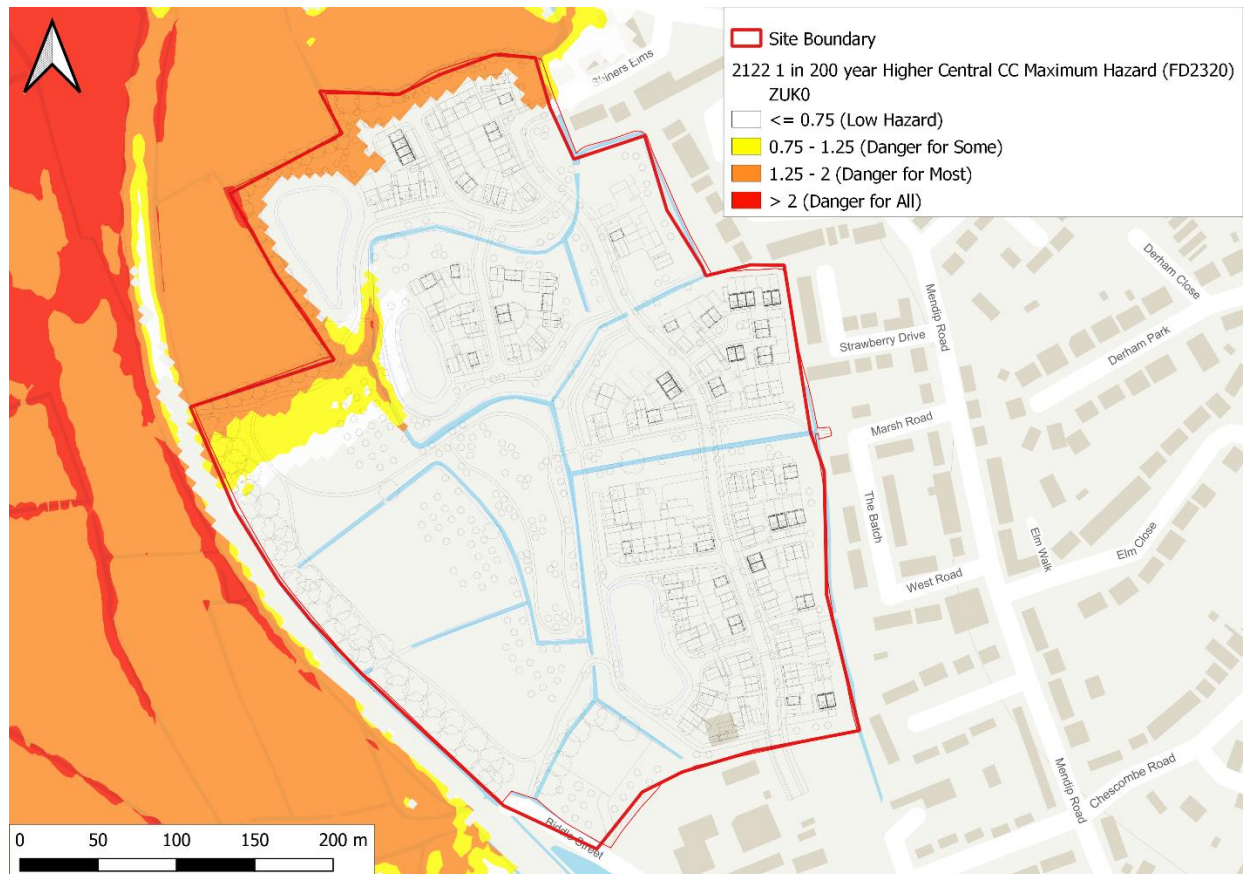 Site Boundary
2122 1 in 200 year Higher Central CC Maximum Hazard (FD2320)
ZUK0
<= 0.75 (Low Hazard)
0.75 - 1.25 (Danger for Some)
1.25 - 2 (Danger for Most)
> 2 (Danger for All)
Shiners Elms
Derham Close
Mendip Road
Strawberry Drive
Derham Park
Marsh Road
The Batch
Elm Walk
Elm Close
West Road
Mendip Road
Chescombe Road
Riddle Street
0 50 100 150 200 m